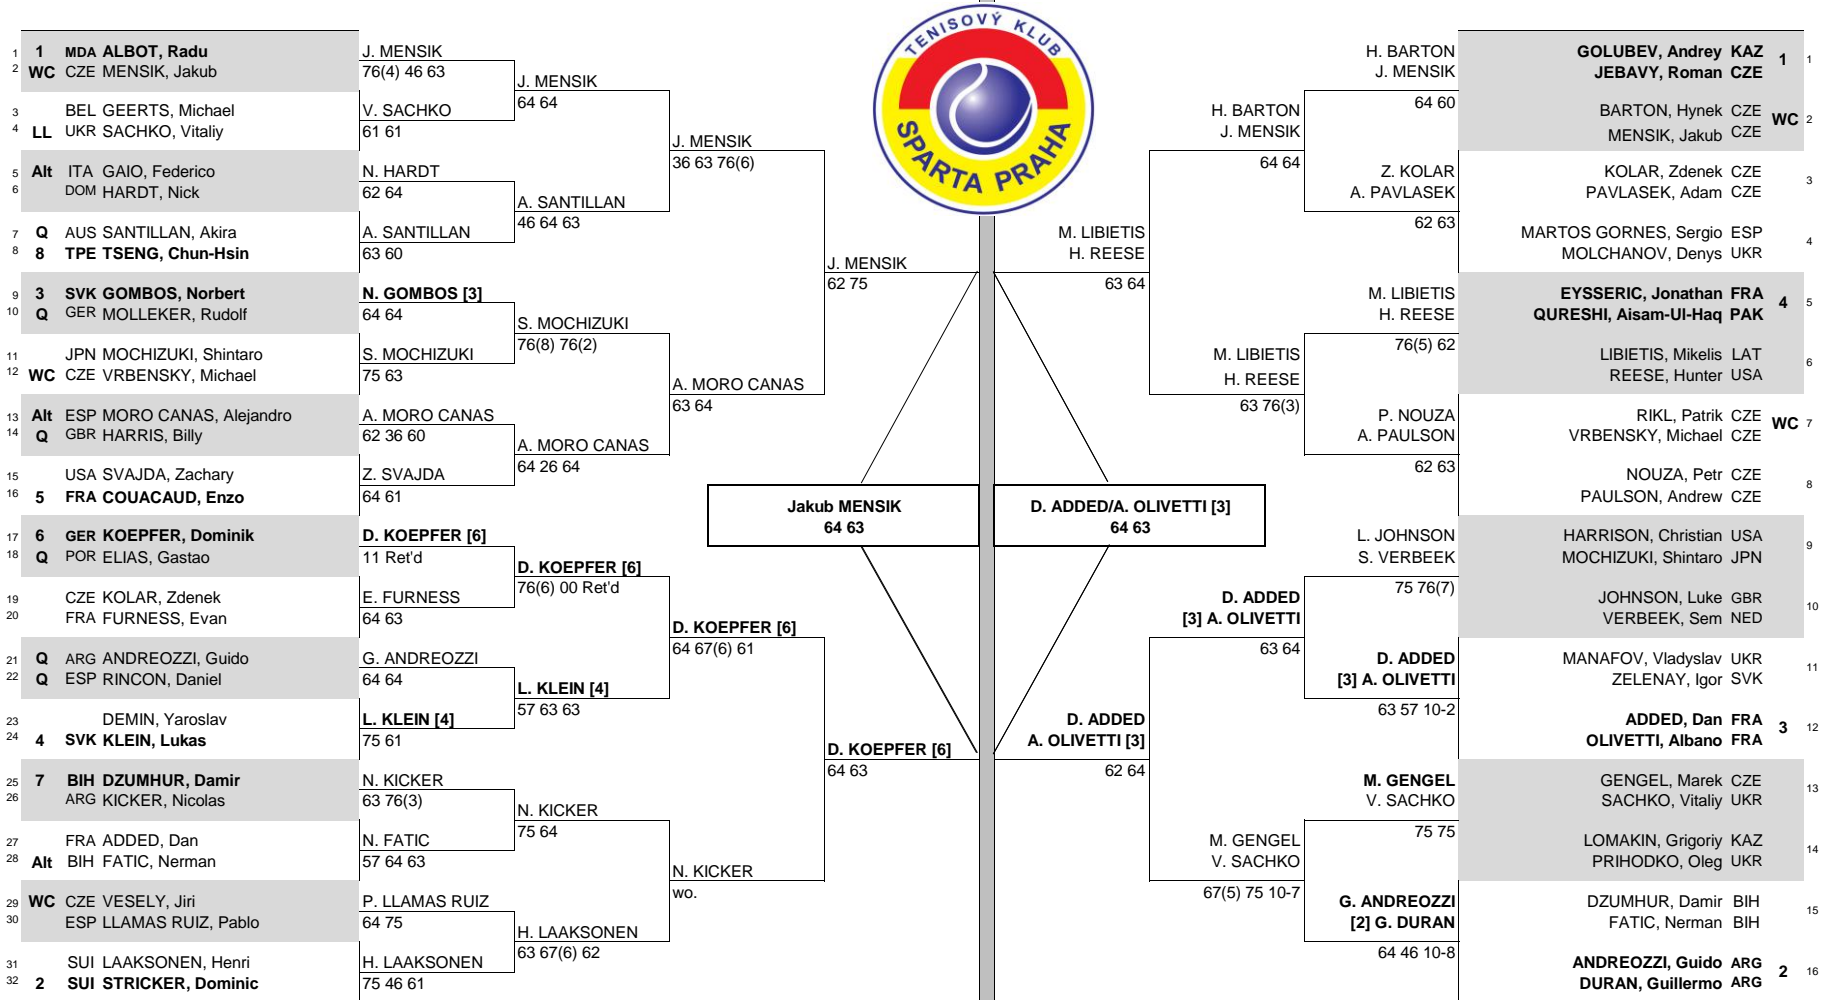 TENISOVÝ KLUB
SPARTA PRAHA
1 1 MDA ALBOT, Radu
2 WC CZE MENSIK, Jakub
3 BEL GEERTS, Michael
4 LL UKR SACHKO, Vitaliy
5 Alt ITA GAIO, Federico
6 DOM HARDT, Nick
7 Q AUS SANTILLAN, Akira
8 8 TPE TSENG, Chun-Hsin
9 3 SVK GOMBOS, Norbert
10 Q GER MOLLEKER, Rudolf
11 JPN MOCHIZUKI, Shintaro
12 WC CZE VRBENSKY, Michael
13 Alt ESP MORO CANAS, Alejandro
14 Q GBR HARRIS, Billy
15 USA SVAJDA, Zachary
16 5 FRA COUACAUD, Enzo
17 6 GER KOEPFER, Dominik
18 Q POR ELIAS, Gastao
19 CZE KOLAR, Zdenek
20 FRA FURNESS, Evan
21 Q ARG ANDREOZZI, Guido
22 Q ESP RINCON, Daniel
23 DEMIN, Yaroslav
24 4 SVK KLEIN, Lukas
25 7 BIH DZUMHUR, Damir
26 ARG KICKER, Nicolas
27 FRA ADDED, Dan
28 Alt BIH FATIC, Nerman
29 WC CZE VESELY, Jiri
30 ESP LLAMAS RUIZ, Pablo
31 SUI LAAKSONEN, Henri
32 2 SUI STRICKER, Dominic
J. MENSIK
76(4) 46 63
V. SACHKO
61 61
N. HARDT
62 64
A. SANTILLAN
63 60
N. GOMBOS [3]
64 64
S. MOCHIZUKI
75 63
A. MORO CANAS
62 36 60
Z. SVAJDA
64 61
D. KOEPFER [6]
11 Ret'd
E. FURNESS
64 63
G. ANDREOZZI
64 64
L. KLEIN [4]
75 61
N. KICKER
63 76(3)
N. FATIC
57 64 63
P. LLAMAS RUIZ
64 75
H. LAAKSONEN
75 46 61
J. MENSIK
64 64
A. SANTILLAN
46 64 63
S. MOCHIZUKI
76(8) 76(2)
A. MORO CANAS
64 26 64
D. KOEPFER [6]
76(6) 00 Ret'd
L. KLEIN [4]
57 63 63
N. KICKER
75 64
H. LAAKSONEN
63 67(6) 62
J. MENSIK
36 63 76(6)
A. MORO CANAS
63 64
D. KOEPFER [6]
64 67(6) 61
N. KICKER
wo.
J. MENSIK
62 75
D. KOEPFER [6]
64 63
Jakub MENSIK
64 63
D. ADDED/A. OLIVETTI [3]
64 63
M. LIBIETIS
H. REESE
63 64
D. ADDED
A. OLIVETTI [3]
62 64
H. BARTON
J. MENSIK
64 64
M. LIBIETIS
H. REESE
63 76(3)
D. ADDED
[3] A. OLIVETTI
63 64
M. GENGEL
V. SACHKO
67(5) 75 10-7
H. BARTON
J. MENSIK
64 60
Z. KOLAR
A. PAVLASEK
62 63
M. LIBIETIS
H. REESE
76(5) 62
P. NOUZA
A. PAULSON
62 63
L. JOHNSON
S. VERBEEK
75 76(7)
D. ADDED
[3] A. OLIVETTI
63 57 10-2
M. GENGEL
V. SACHKO
75 75
G. ANDREOZZI
[2] G. DURAN
64 46 10-8
GOLUBEV, Andrey KAZ 1 1
JEBAVY, Roman CZE
BARTON, Hynek CZE WC 2
MENSIK, Jakub CZE
KOLAR, Zdenek CZE 3
PAVLASEK, Adam CZE
MARTOS GORNES, Sergio ESP 4
MOLCHANOV, Denys UKR
EYSSERIC, Jonathan FRA 4 5
QURESHI, Aisam-Ul-Haq PAK
LIBIETIS, Mikelis LAT 6
REESE, Hunter USA
RIKL, Patrik CZE WC 7
VRBENSKY, Michael CZE
NOUZA, Petr CZE 8
PAULSON, Andrew CZE
HARRISON, Christian USA 9
MOCHIZUKI, Shintaro JPN
JOHNSON, Luke GBR 10
VERBEEK, Sem NED
MANAFOV, Vladyslav UKR 11
ZELENAY, Igor SVK
ADDED, Dan FRA 3 12
OLIVETTI, Albano FRA
GENGEL, Marek CZE 13
SACHKO, Vitaliy UKR
LOMAKIN, Grigoriy KAZ 14
PRIHODKO, Oleg UKR
DZUMHUR, Damir BIH 15
FATIC, Nerman BIH
ANDREOZZI, Guido ARG 2 16
DURAN, Guillermo ARG